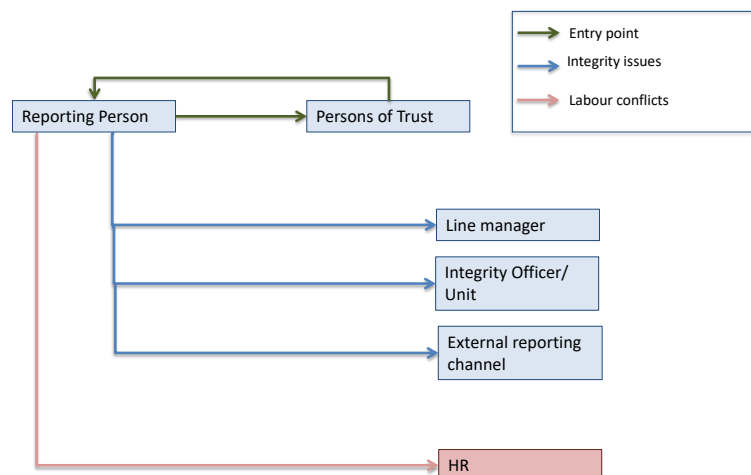 Entry point
Integrity issues
Labour conflicts
Reporting Person
Persons of Trust
Line manager
Integrity Officer/
Unit
External reporting
channel
HR